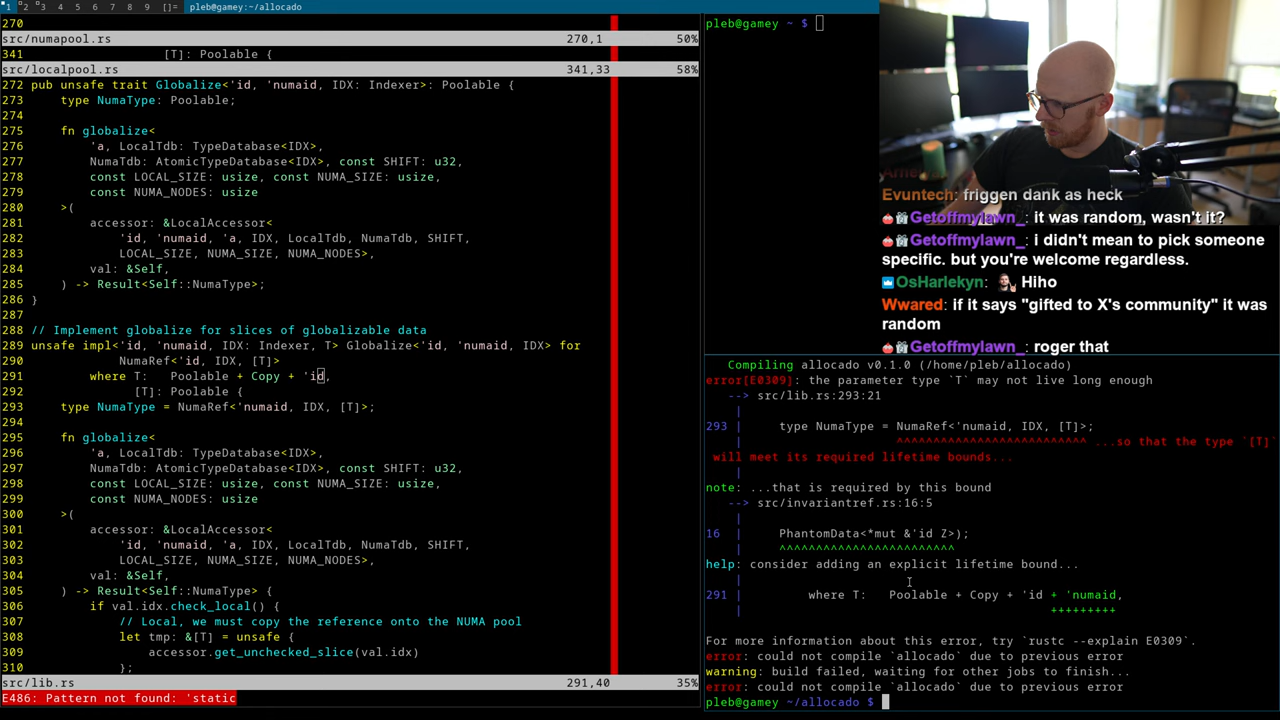 1 2 3 4 5 6 7 8 9 []= pleb@gamey:~/allocado
270
src/numapool.rs 270,1 50%
341 [T]: Poolable {
src/localpool.rs 341,33 58%
272 pub unsafe trait Globalize<'id, 'numaid, IDX: Indexer>: Poolable {
273 type NumaType: Poolable;
274
275 fn globalize<
276 'a, LocalTdb: TypeDatabase<IDX>,
277 NumaTdb: AtomicTypeDatabase<IDX>, const SHIFT: u32,
278 const LOCAL_SIZE: usize, const NUMA_SIZE: usize,
279 const NUMA_NODES: usize
280 >(
281 accessor: &LocalAccessor<
282 'id, 'numaid, 'a, IDX, LocalTdb, NumaTdb, SHIFT,
283 LOCAL_SIZE, NUMA_SIZE, NUMA_NODES>,
284 val: &Self,
285 ) -> Result<Self::NumaType>;
286 }
287
288 // Implement globalize for slices of globalizable data
289 unsafe impl<'id, 'numaid, IDX: Indexer, T> Globalize<'id, 'numaid, IDX> for
290 NumaRef<'id, IDX, [T]>
291 where T: Poolable + Copy + 'id,
292 [T]: Poolable {
293 type NumaType = NumaRef<'numaid, IDX, [T]>;
294
295 fn globalize<
296 'a, LocalTdb: TypeDatabase<IDX>,
297 NumaTdb: AtomicTypeDatabase<IDX>, const SHIFT: u32,
298 const LOCAL_SIZE: usize, const NUMA_SIZE: usize,
299 const NUMA_NODES: usize
300 >(
301 accessor: &LocalAccessor<
302 'id, 'numaid, 'a, IDX, LocalTdb, NumaTdb, SHIFT,
303 LOCAL_SIZE, NUMA_SIZE, NUMA_NODES>,
304 val: &Self,
305 ) -> Result<Self::NumaType> {
306 if val.idx.check_local() {
307 // Local, we must copy the reference onto the NUMA pool
308 let tmp: &[T] = unsafe {
309 accessor.get_unchecked_slice(val.idx)
310 };
src/lib.rs 291,40 35%
E486: Pattern not found: 'static
pleb@gamey ~ $
Evuntech: friggen dank as heck
Getoffmylawn_: it was random, wasn't it?
Getoffmylawn_: i didn't mean to pick someone
specific. but you're welcome regardless.
OsHarlekyn: Hiho
Wwared: if it says "gifted to X's community" it was
random
Getoffmylawn_: roger that
Compiling allocado v0.1.0 (/home/pleb/allocado)
error[E0309]: the parameter type `T` may not live long enough
--> src/lib.rs:293:21
|
293 | type NumaType = NumaRef<'numaid, IDX, [T]>;
| ^^^^^^^^^^^^^^^^^^^^^^^^^^ ...so that the type `[T]`
will meet its required lifetime bounds...
|
note: ...that is required by this bound
--> src/invariantref.rs:16:5
|
16 | PhantomData<*mut &'id Z>);
| ^^^^^^^^^^^^^^^^^^^^^^^^
help: consider adding an explicit lifetime bound...
|
291 | where T: Poolable + Copy + 'id + 'numaid,
| +++++++++
For more information about this error, try `rustc --explain E0309`.
error: could not compile `allocado` due to previous error
warning: build failed, waiting for other jobs to finish...
error: could not compile `allocado` due to previous error
pleb@gamey ~/allocado $